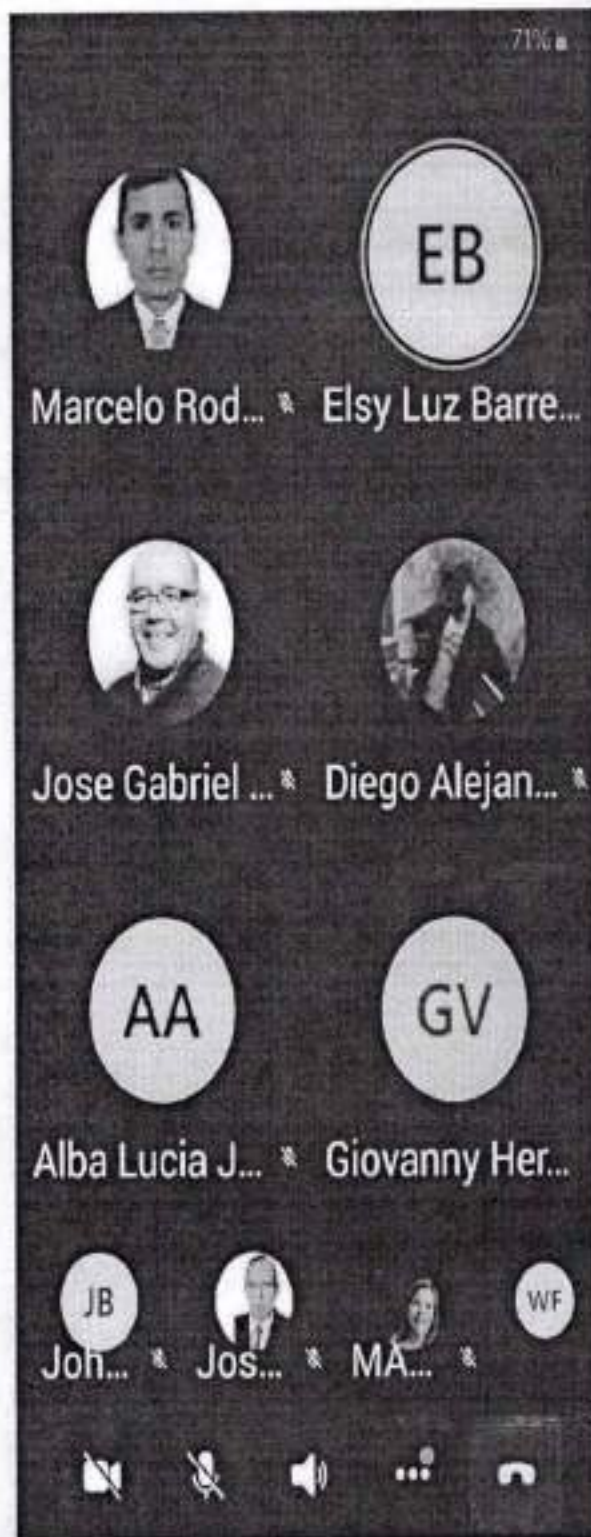 71%
EB
Marcelo Rod... Elsy Luz Barre...
Jose Gabriel ... Diego Alejan...
AA GV
Alba Lucia J... Giovanny Her...
JB WF
Joh... Jos... MA...